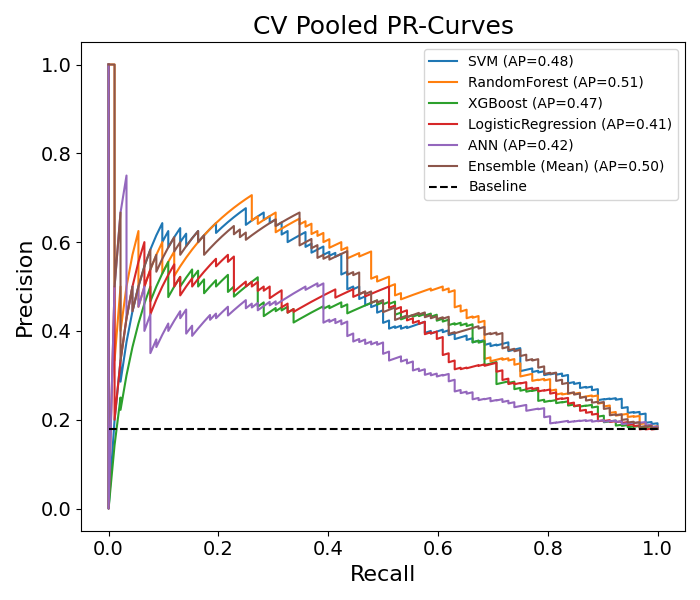 CV Pooled PR-Curves
SVM (AP=0.48)
RandomForest (AP=0.51)
XGBoost (AP=0.47)
LogisticRegression (AP=0.41)
ANN (AP=0.42)
Ensemble (Mean) (AP=0.50)
Baseline
Precision
1.0
0.8
0.6
0.4
0.2
0.0
0.0 0.2 0.4 0.6 0.8 1.0
Recall